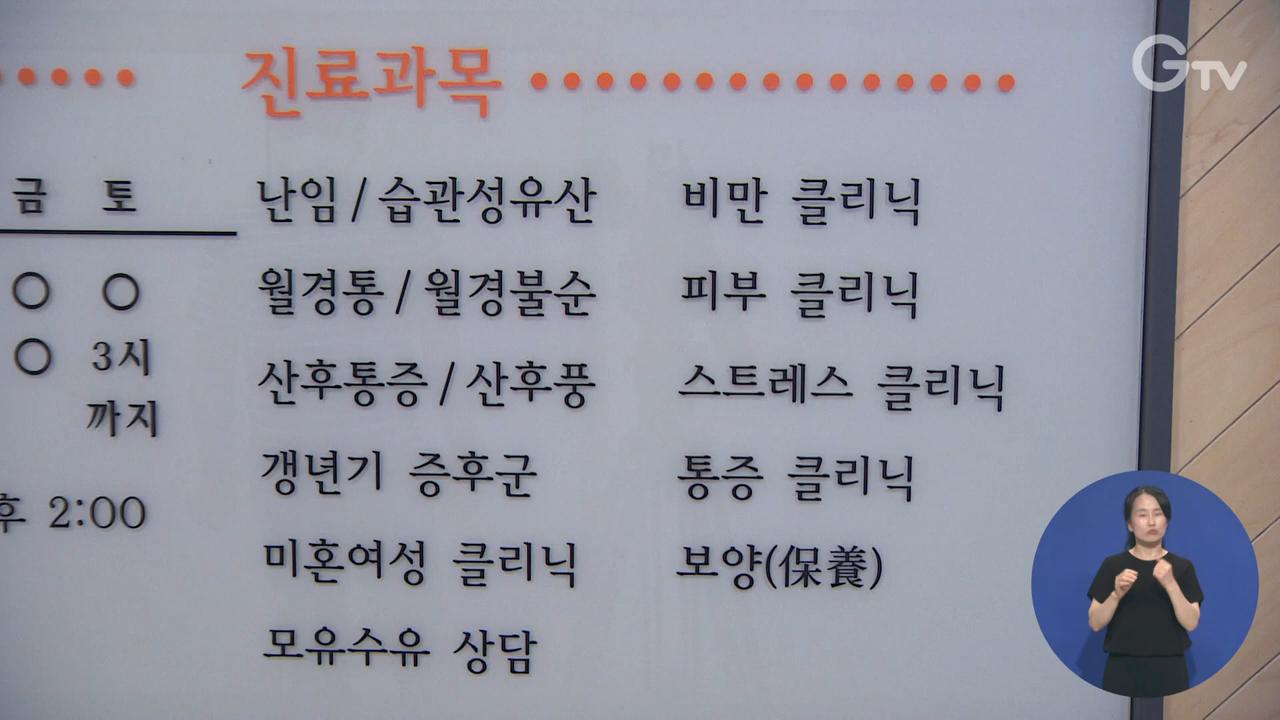 GTV
진료과목
금 토
○ ○
○ 3시
까지
후 2:00
난임/습관성유산
월경통/월경불순
산후통증/산후풍
갱년기 증후군
미혼여성 클리닉
모유수유 상담
비만 클리닉
피부 클리닉
스트레스 클리닉
통증 클리닉
보양(保養)